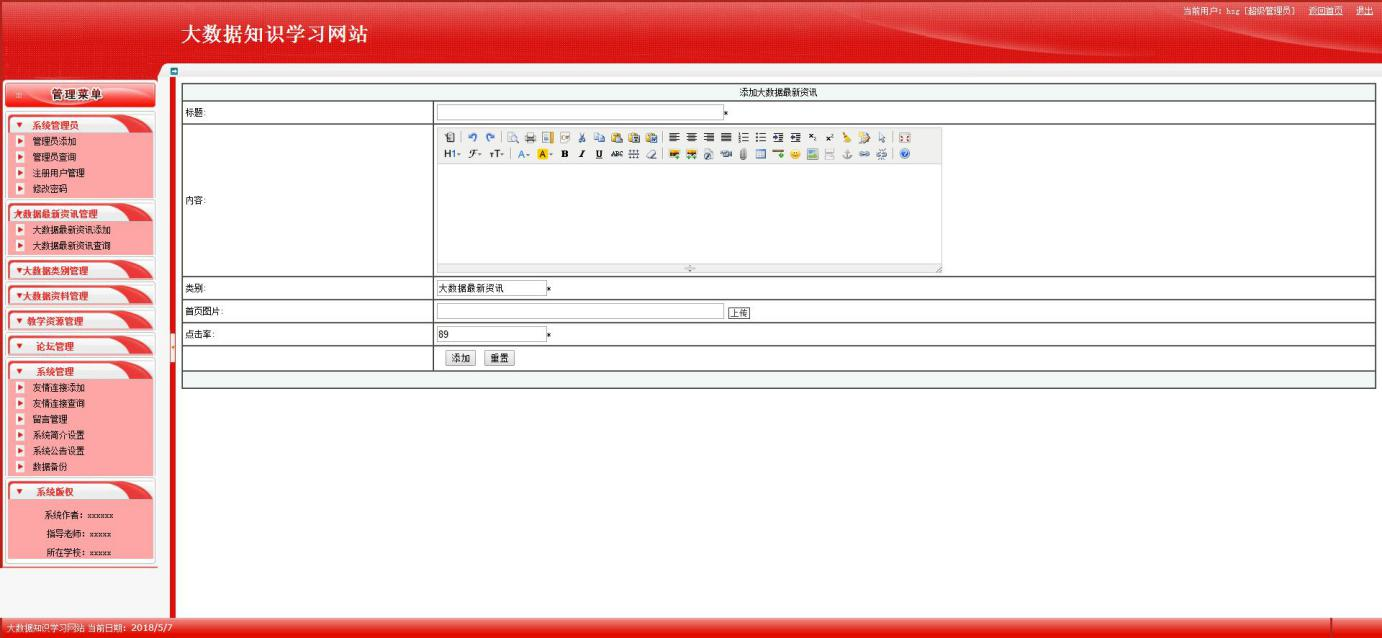 当前用户：hsg [超级管理员] 返回首页 退出
大数据知识学习网站
管理菜单
系统管理员
管理员添加
管理员查询
注册用户管理
修改密码
大数据最新资讯管理
大数据最新资讯添加
大数据最新资讯查询
大数据类别管理
大数据资料管理
教学资源管理
论坛管理
系统管理
友情连接添加
友情连接查询
留言管理
系统简介设置
系统公告设置
数据备份
系统版权
系统作者：xxxxxx
指导老师：xxxxx
所在学校：xxxxx
添加大数据最新资讯
标题:
*
内容:
H1 F TT A A B I U ABC
类别:
大数据最新资讯 *
首页图片:
上传
点击率:
89 *
添加 重置
大数据知识学习网站 当前日期：2018/5/7